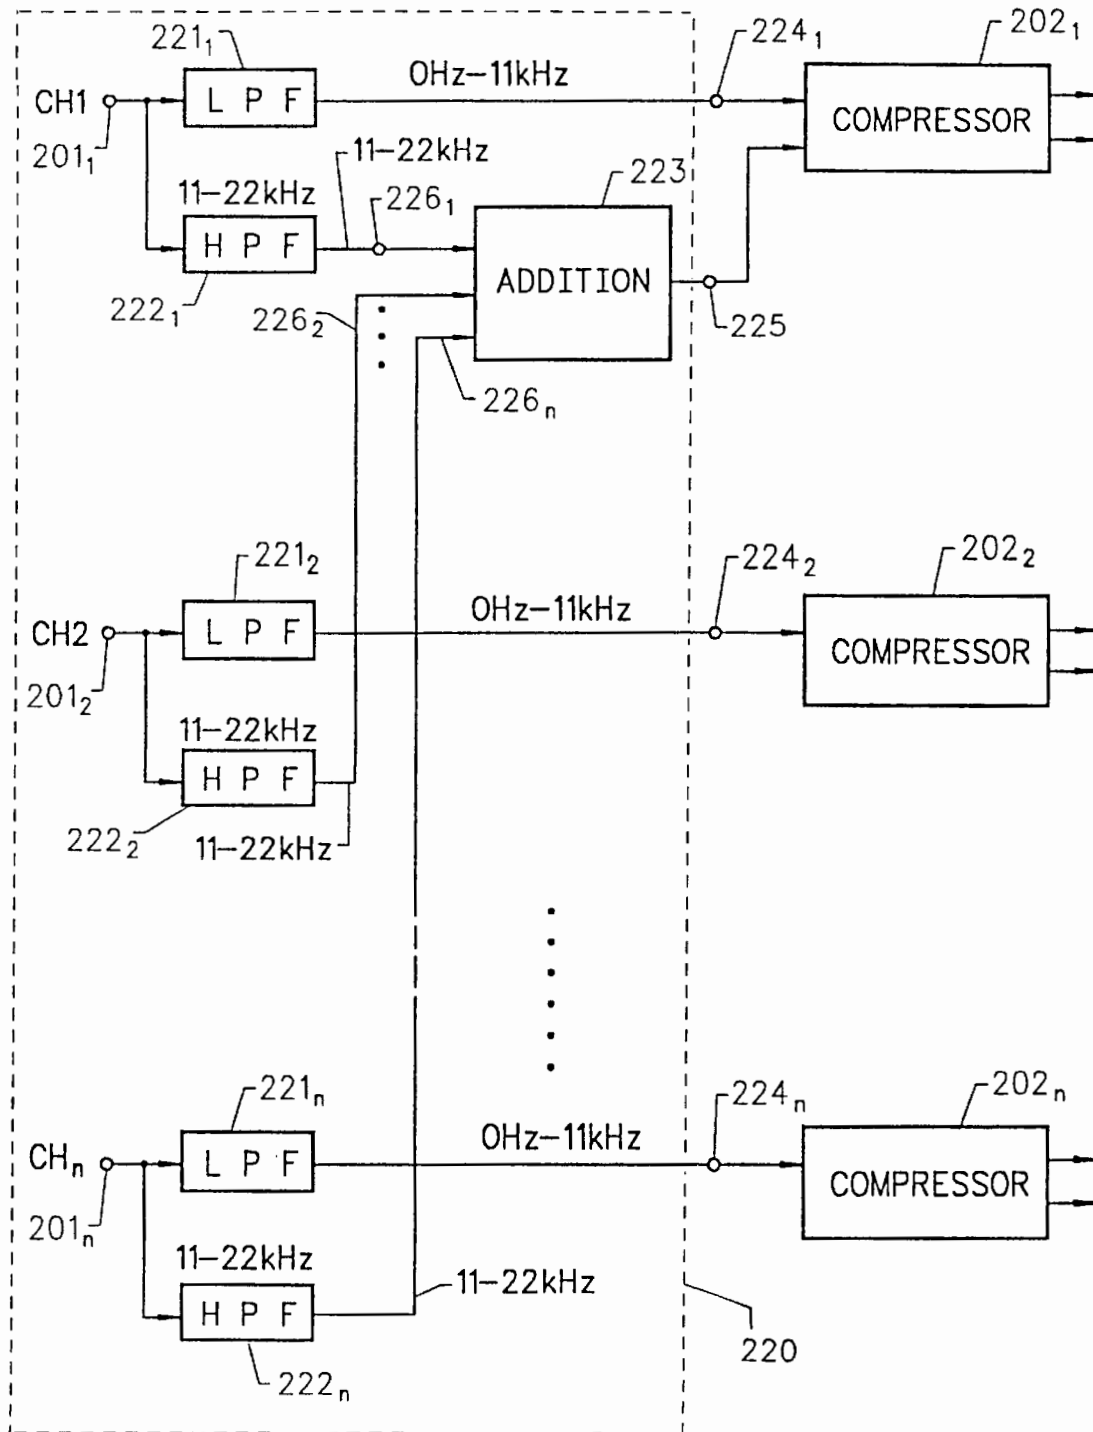 221₁
224₁
202₁
CH1
L P F
0Hz–11kHz
COMPRESSOR
201₁
11–22kHz
11–22kHz
226₁
223
H P F
ADDITION
222₁
226₂
225
226ₙ
221₂
224₂
202₂
CH2
L P F
0Hz–11kHz
COMPRESSOR
201₂
11–22kHz
H P F
222₂
11–22kHz
221ₙ
224ₙ
202ₙ
CHₙ
L P F
0Hz–11kHz
COMPRESSOR
201ₙ
11–22kHz
11–22kHz
H P F
220
222ₙ